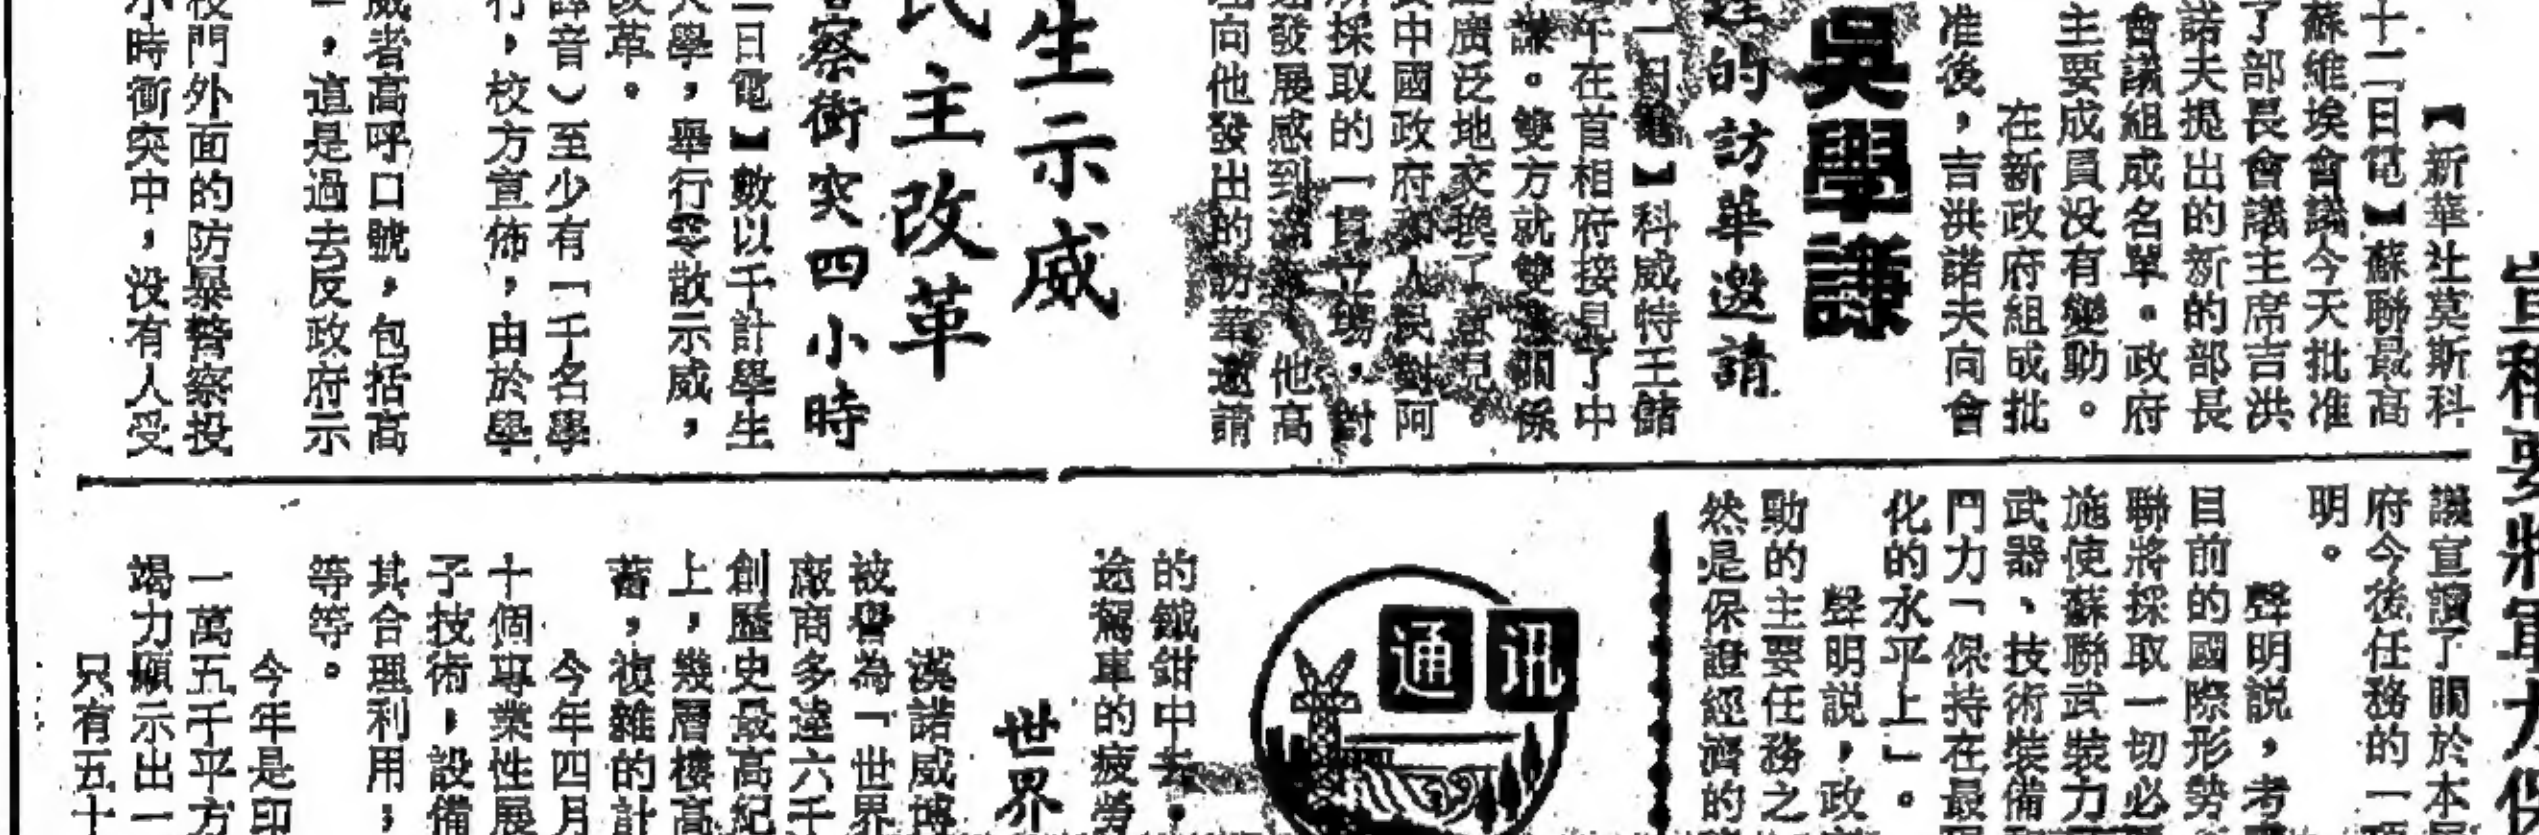 【新華社莫斯科
十二日電】蘇聯最高
蘇維埃會議今天批准
了部長會議主席吉洪
諾夫提出的新的部長
會議組成名單。政府
主要成員没有變動。
在新政府組成批
准後，吉洪諾夫向會
吳學謙
的訪華邀請
電】科威特王儲
年在首相府接見了中
雙方就雙
關係
廣泛地交換了意見。
中國政府
人民對阿
採取的一貫立場，對
發展感到
他高
向他發出的訪華邀請
生示威
民主改革
察衝突四小時
日電】數以千計學生
大學，舉行零散示威，
改革。
譯音）至少有一千名學
行，校方宣佈，由於學
威者高呼口號，包括高
，這是過去反政府示
校門外面的防暴警察投
小時衝突中，没有人受
宣稱要將軍力保
議宣讀了關於本
府今後任務的一項
明。
聲明説，考
目前的國際形勢
聯將採取一切必
施使蘇聯武裝力
武器、技術裝備
鬥力「保持在最
化的水平上」。
聲明説，政
動的主要任務之
然是保證經濟的
通讯
的鐵鉗中去，
途駕車的疲勞
世界
漢諾威博
被譽為「世界
廠商多達六千
創歷史最高紀
上，幾層樓高
蓄，複雜的計
今年四月
十個專業性展
子技術，設備
其合理利用；
等等。
今年是印
一萬五千平方
竭力顯示出一
只有五十